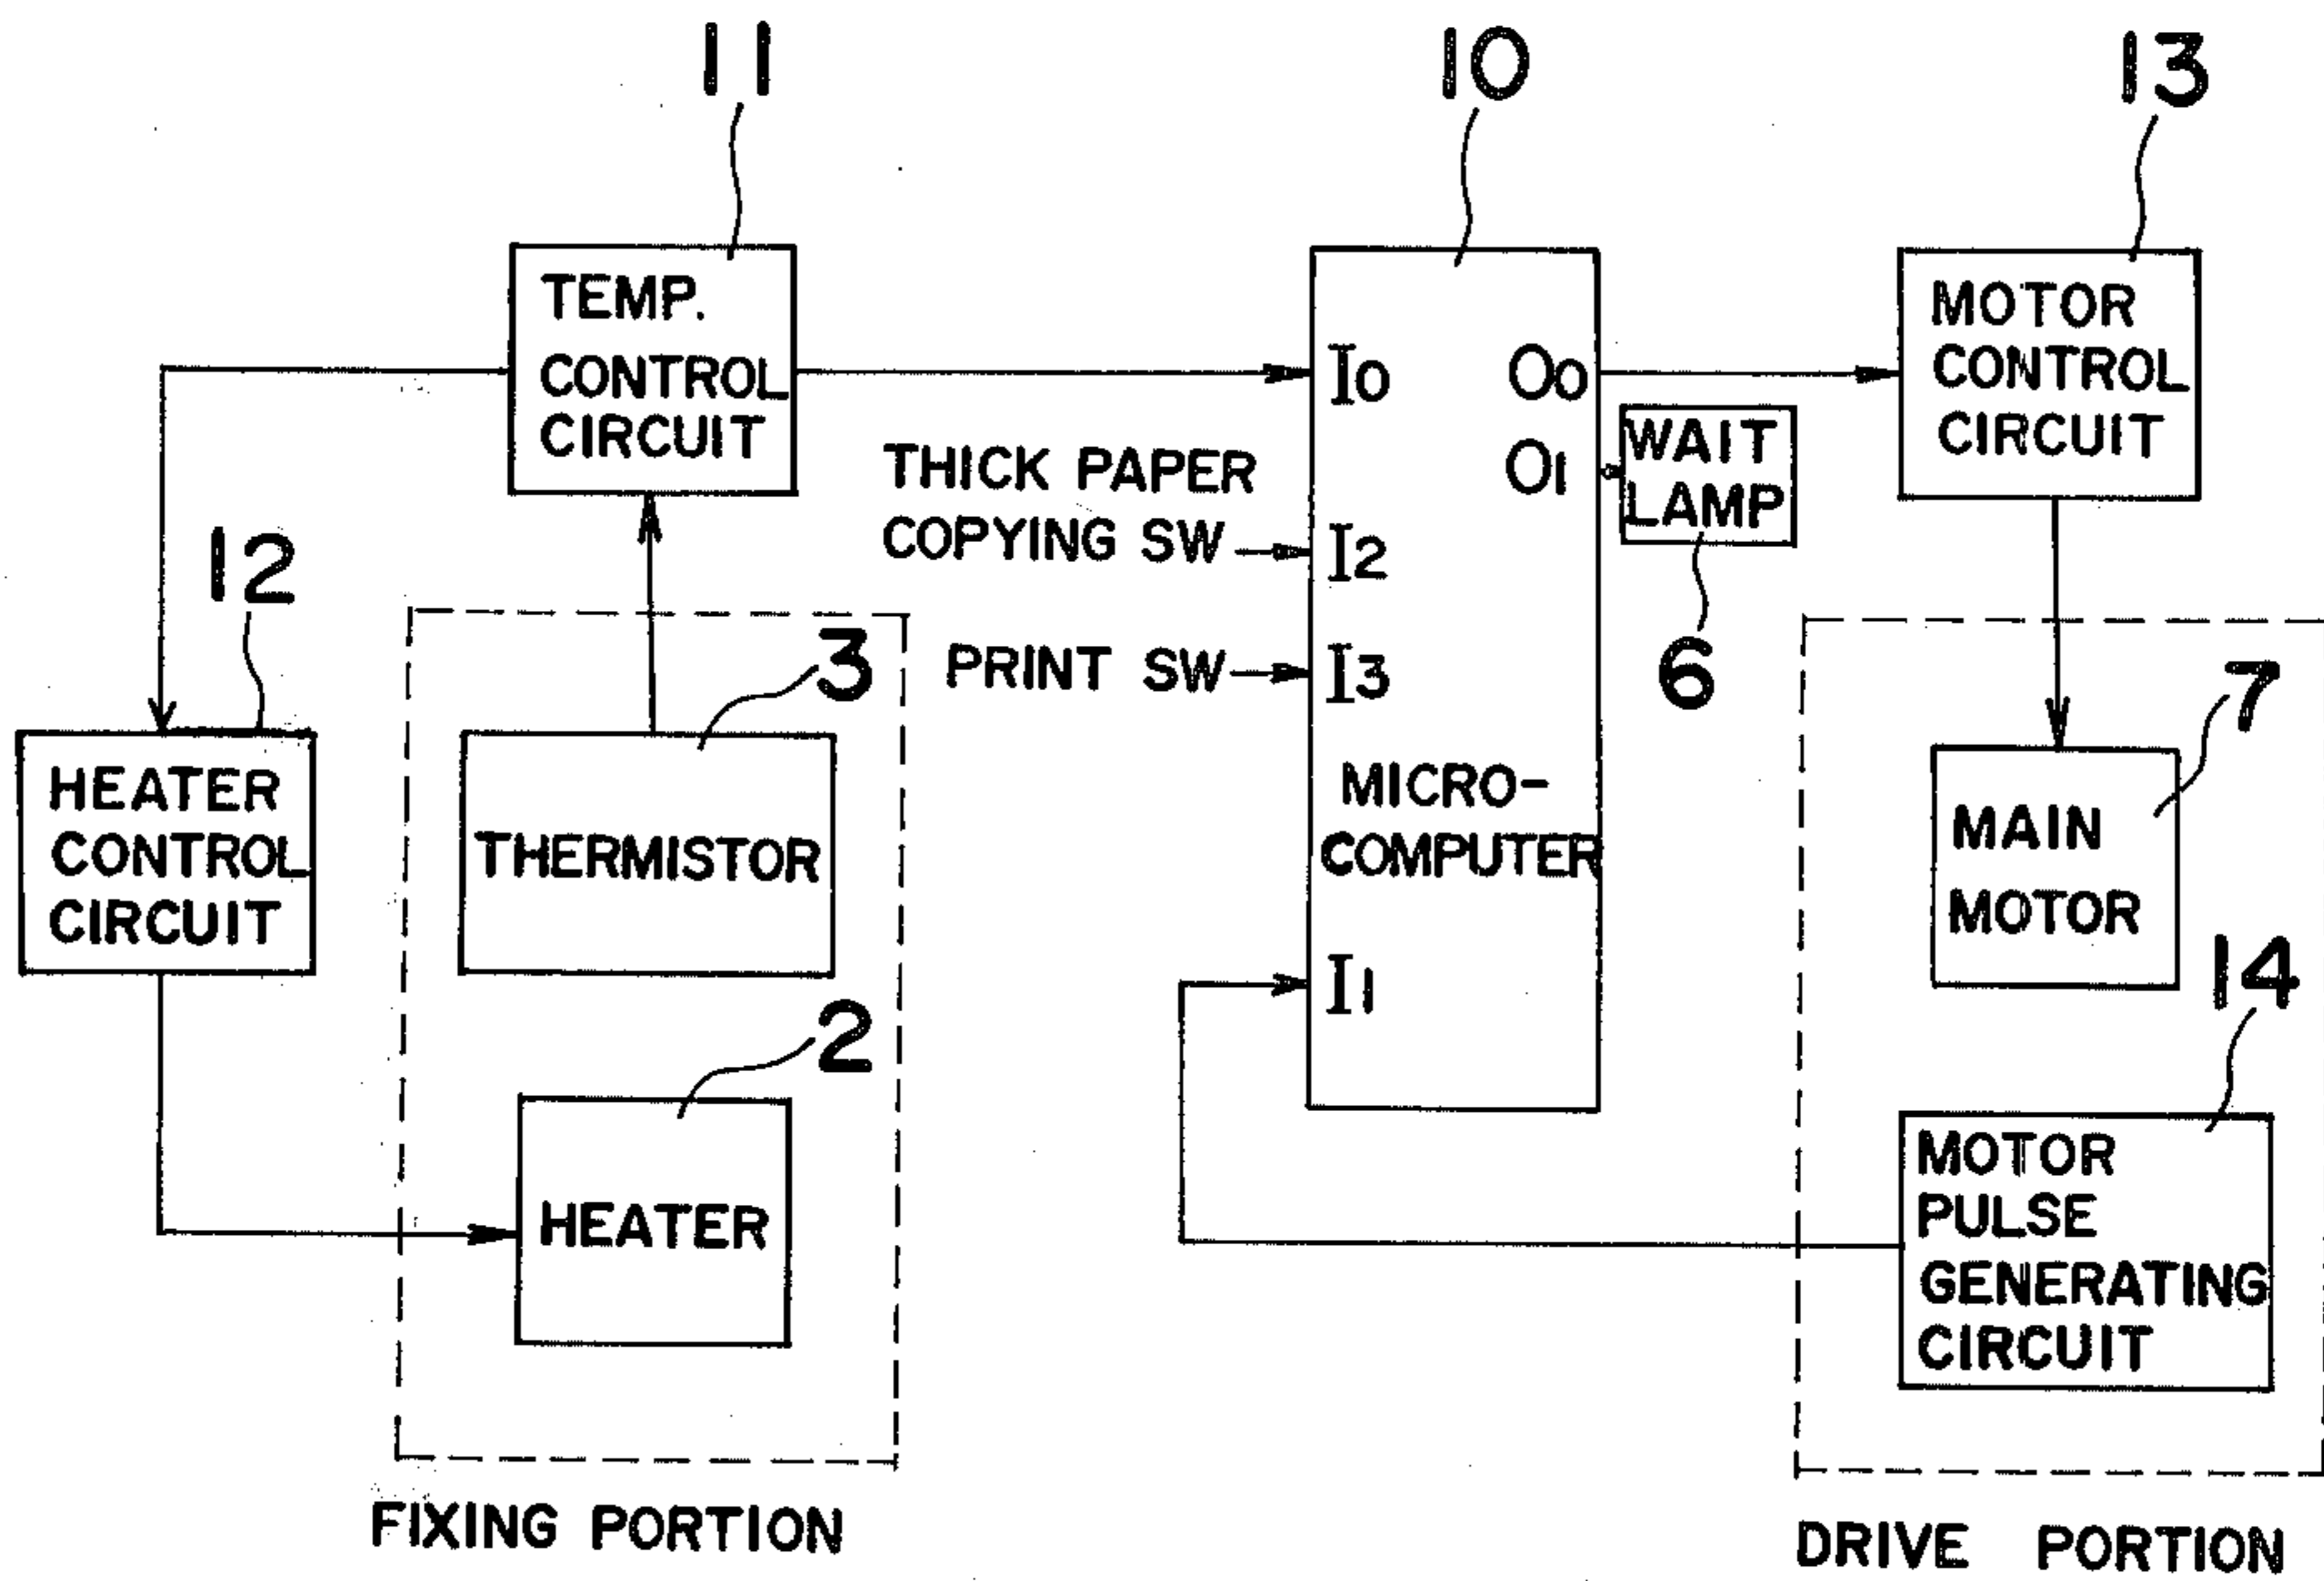 11
10
13
TEMP.
CONTROL
CIRCUIT
I0
O0
MOTOR
CONTROL
CIRCUIT
THICK PAPER
COPYING SW
I2
O1
WAIT
LAMP
12
3
PRINT SW
I3
6
7
HEATER
CONTROL
CIRCUIT
THERMISTOR
MICRO-
COMPUTER
MAIN
MOTOR
2
I1
14
HEATER
MOTOR
PULSE
GENERATING
CIRCUIT
FIXING PORTION
DRIVE PORTION